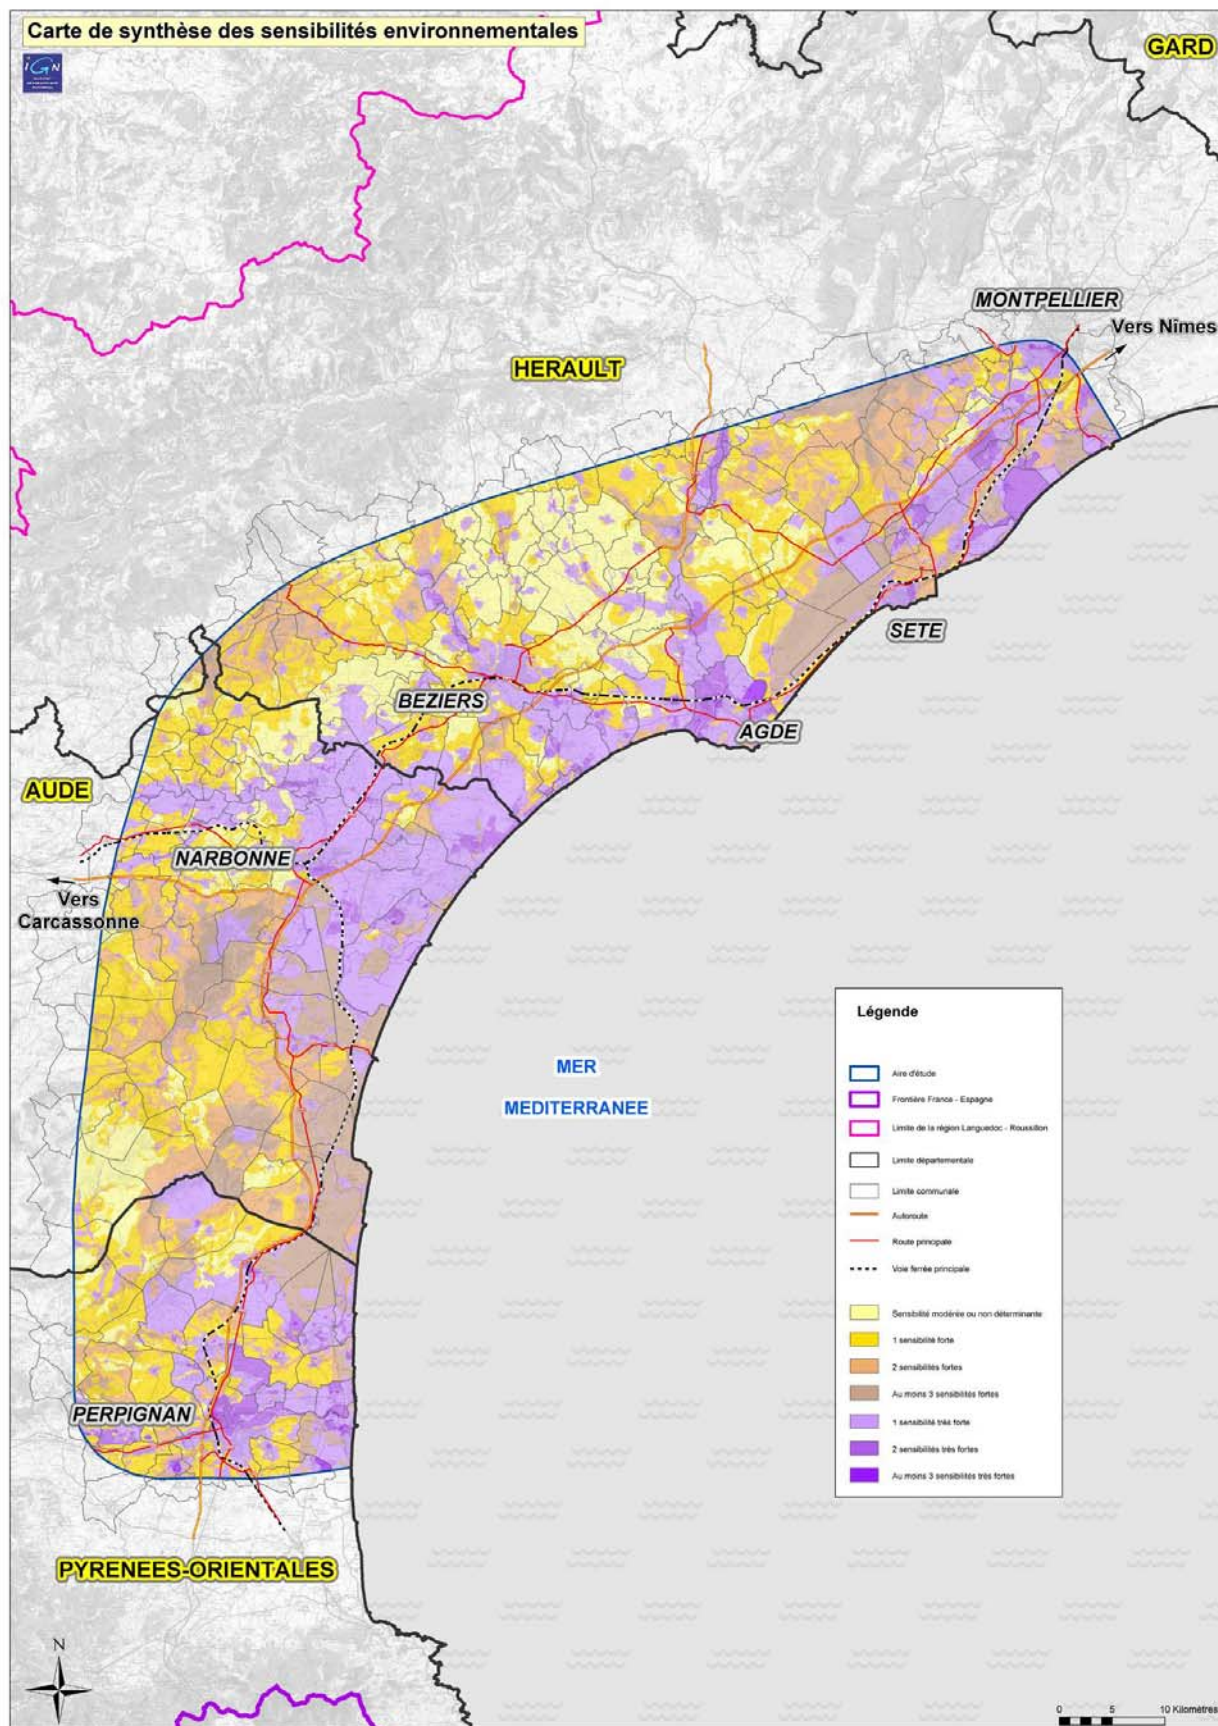 Carte de synthèse des sensibilités environnementales
IGN
GARD
MONTPELLIER
Vers Nîmes
HERAULT
SETE
BEZIERS
AGDE
AUDE
NARBONNE
Vers
Carcassonne
Légende
MER
MEDITERRANEE
Aire d'étude
Frontière France - Espagne
Limite de la région Languedoc - Roussillon
Limite départementale
Limite communale
Autoroute
Route principale
Voie ferrée principale
Sensibilité modérée ou non déterminante
1 sensibilité forte
2 sensibilités fortes
Au moins 3 sensibilités fortes
1 sensibilité très forte
2 sensibilités très fortes
Au moins 3 sensibilités très fortes
PERPIGNAN
PYRENEES-ORIENTALES
N
0 5 10 Kilomètres